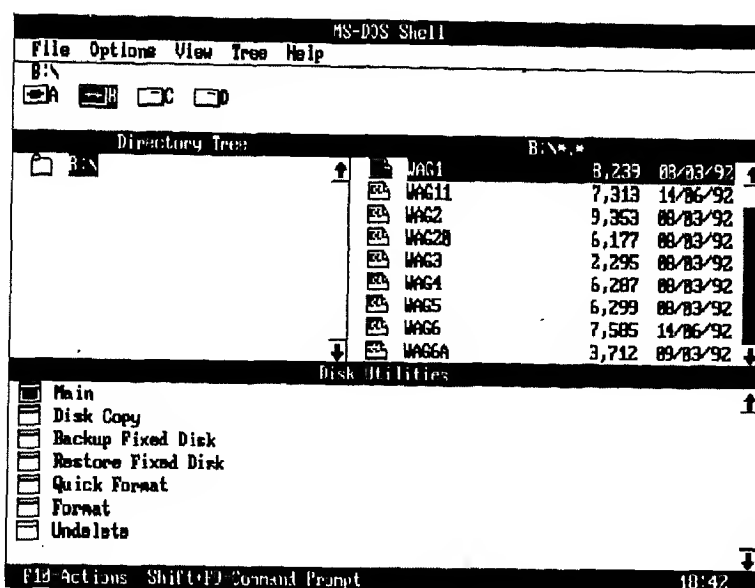 MS-DOS Shell
File Options View Tree Help
B:\
A B C D
Directory Tree
B:\*.*
B:\
WAG1 8,239 08/03/92
WAG11 7,313 14/06/92
WAG2 9,353 08/03/92
WAG20 6,177 08/03/92
WAG3 2,295 08/03/92
WAG4 6,287 08/03/92
WAG5 6,299 08/03/92
WAG6 7,585 14/06/92
WAG6A 3,712 09/03/92
Disk Utilities
Main
Disk Copy
Backup Fixed Disk
Restore Fixed Disk
Quick Format
Format
Undelete
F10=Actions Shift+F9=Command Prompt 18:42